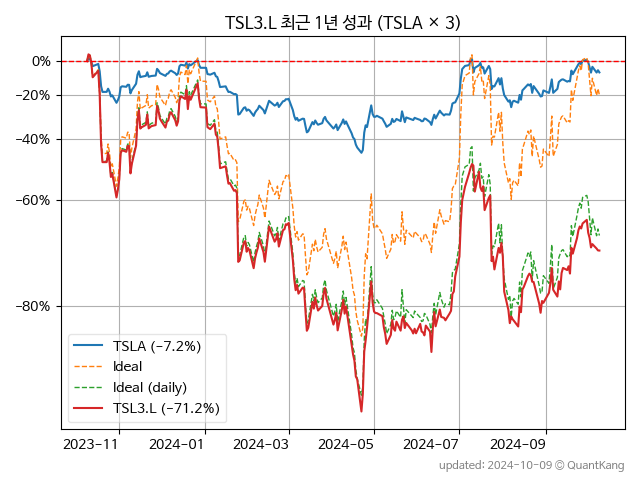 TSL3.L 최근 1년 성과 (TSLA × 3)
0%
−20%
−40%
−60%
−80%
TSLA (−7.2%)
Ideal
Ideal (daily)
TSL3.L (−71.2%)
2023-11
2024-01
2024-03
2024-05
2024-07
2024-09
updated: 2024-10-09 © QuantKang